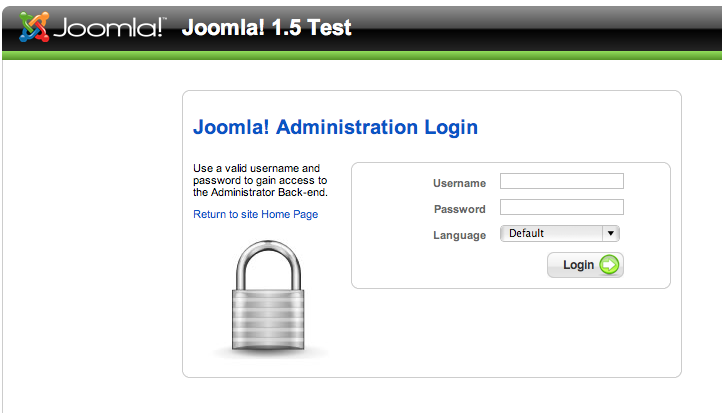 Joomla!™ Joomla! 1.5 Test
Joomla! Administration Login
Use a valid username and
password to gain access to
the Administrator Back-end.
Return to site Home Page
Username
Password
Language Default
Login